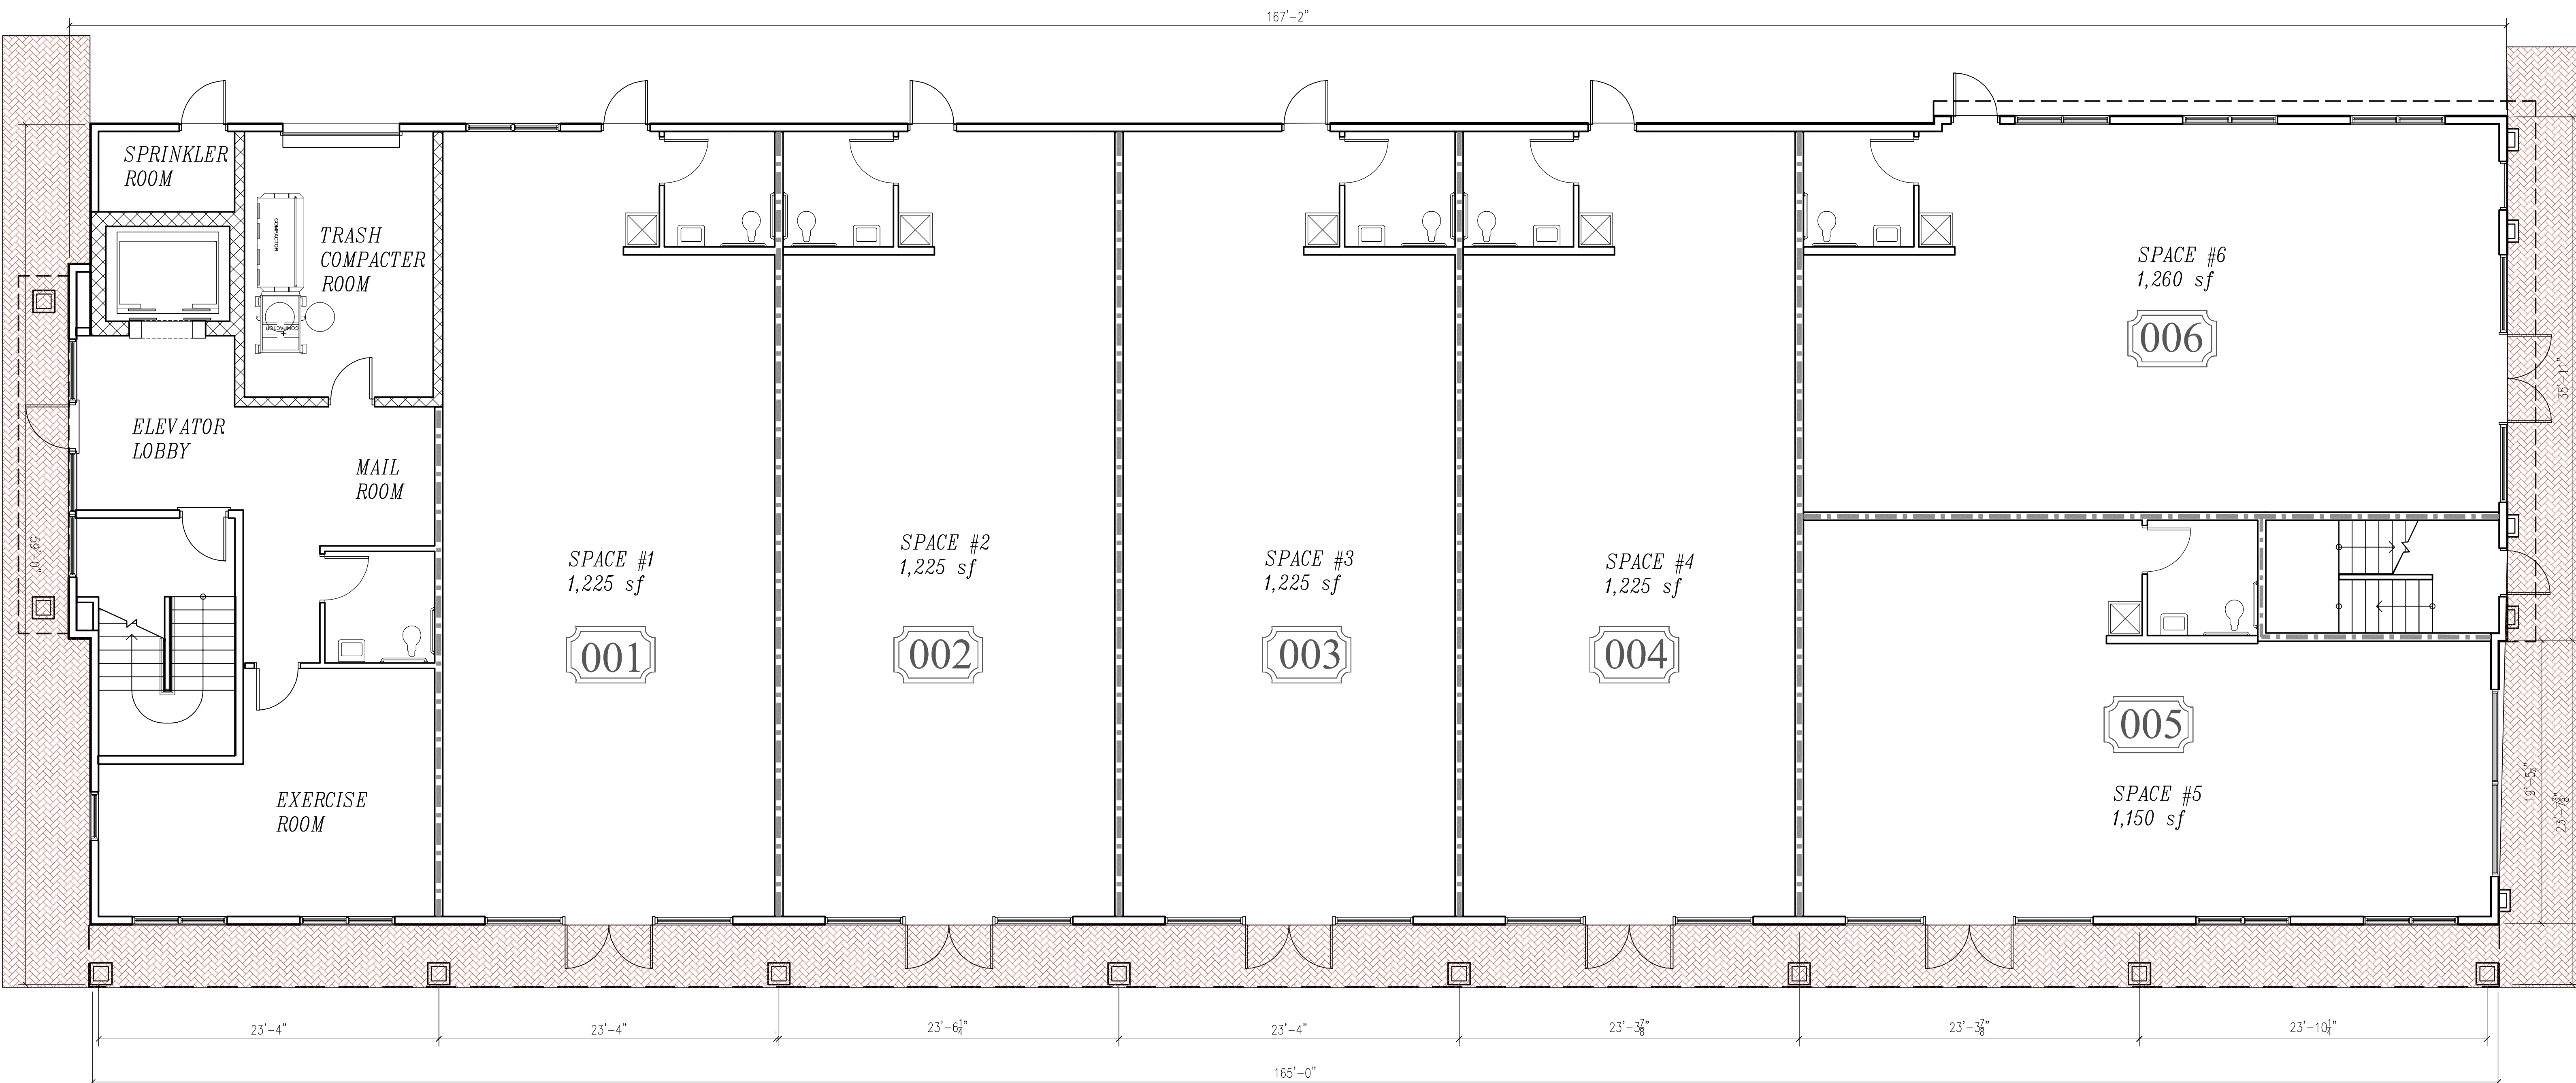 167'-2"
SPRINKLER
ROOM
COMPACTOR
TRASH
COMPACTER
ROOM
COMPACTOR
SPACE #6
1,260 sf
006
35'-11"
ELEVATOR
LOBBY
MAIL
ROOM
59'-0"
SPACE #1
1,225 sf
001
SPACE #2
1,225 sf
002
SPACE #3
1,225 sf
003
SPACE #4
1,225 sf
004
005
SPACE #5
1,150 sf
19'-5¼"
23'-7⅜"
EXERCISE
ROOM
23'-4"
23'-4"
23'-6¼"
23'-4"
23'-3⅞"
23'-3⅞"
23'-10¼"
165'-0"